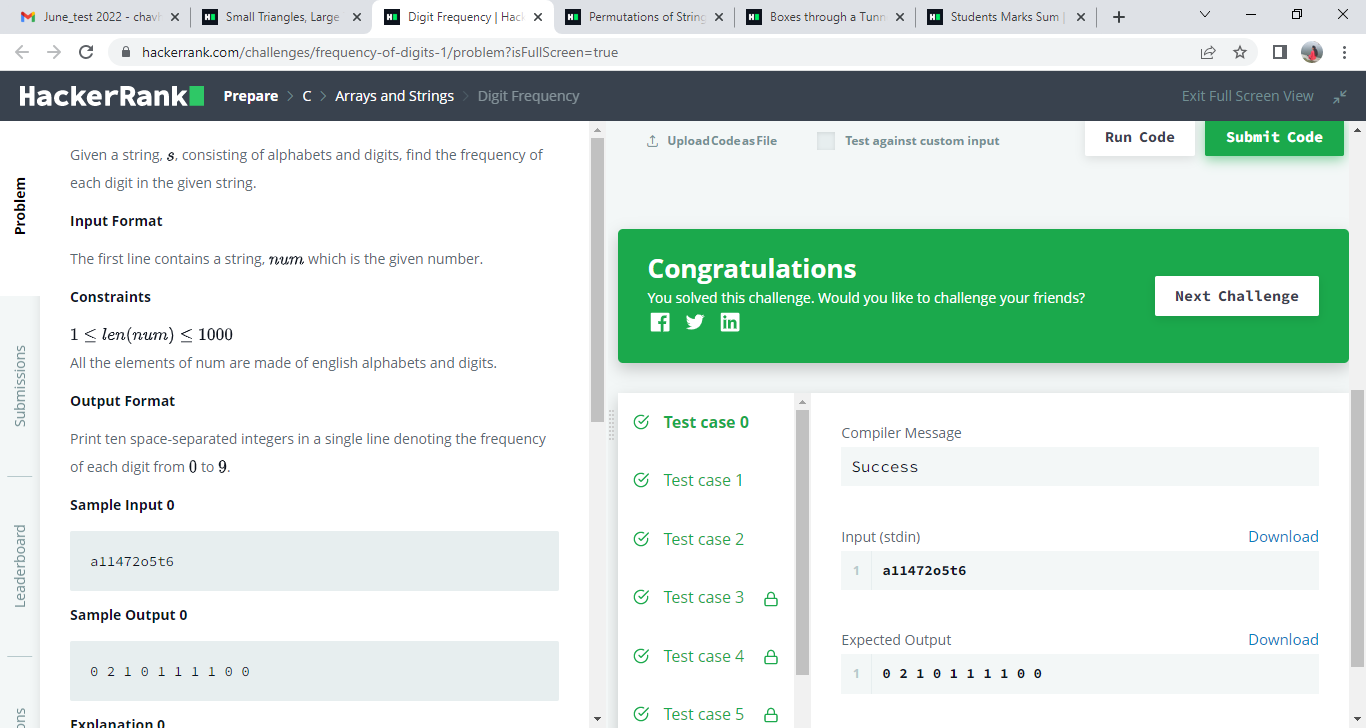 June_test 2022 - chavh
Small Triangles, Large
Digit Frequency | Hack
Permutations of String
Boxes through a Tunn
Students Marks Sum |
hackerrank.com/challenges/frequency-of-digits-1/problem?isFullScreen=true
HackerRank
Prepare > C > Arrays and Strings > Digit Frequency
Exit Full Screen View
Problem
Submissions
Leaderboard
Given a string, s, consisting of alphabets and digits, find the frequency of
each digit in the given string.
Input Format
The first line contains a string, num which is the given number.
Constraints
1 ≤ len(num) ≤ 1000
All the elements of num are made of english alphabets and digits.
Output Format
Print ten space-separated integers in a single line denoting the frequency
of each digit from 0 to 9.
Sample Input 0
a11472o5t6
Sample Output 0
0 2 1 0 1 1 1 1 0 0
Explanation 0
Upload Code as File
Test against custom input
Run Code
Submit Code
Congratulations
You solved this challenge. Would you like to challenge your friends?
Next Challenge
Test case 0
Test case 1
Test case 2
Test case 3
Test case 4
Test case 5
Compiler Message
Success
Input (stdin)
Download
1 a11472o5t6
Expected Output
Download
1 0 2 1 0 1 1 1 1 0 0